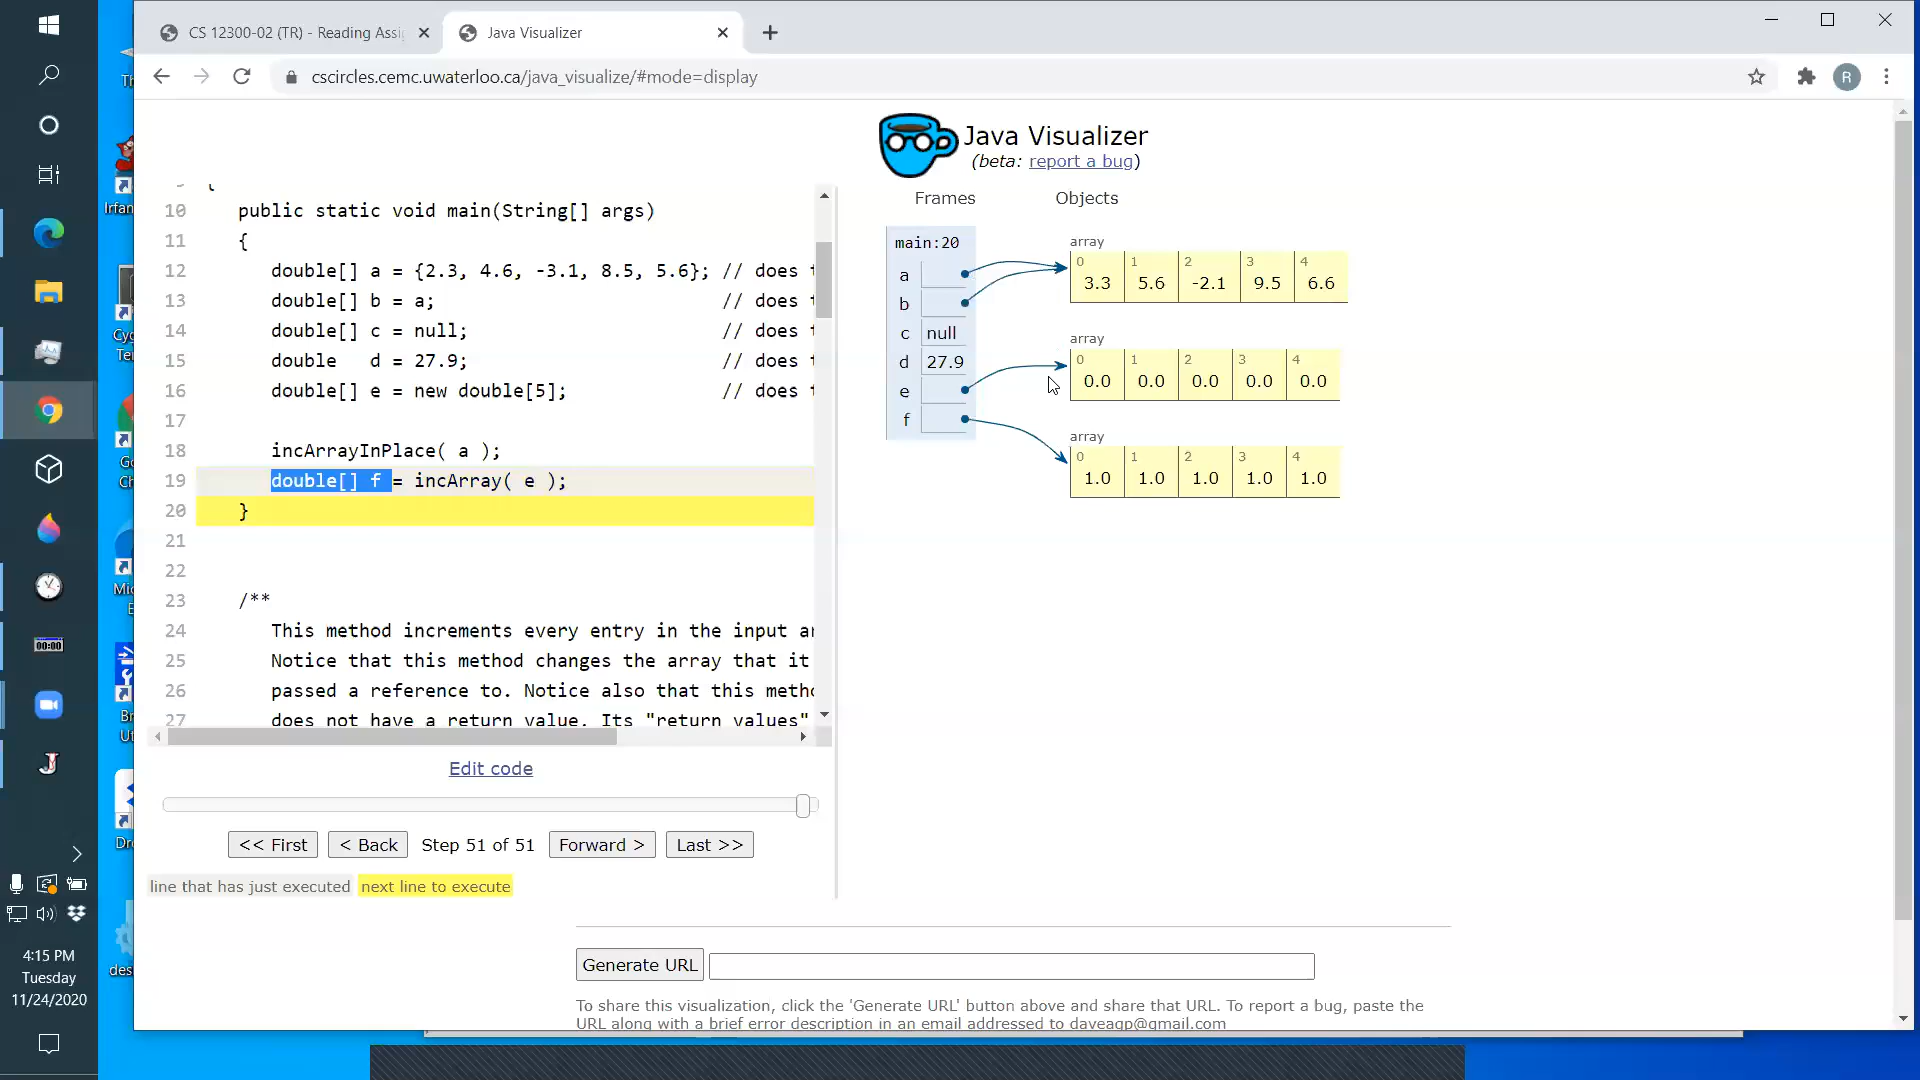 CS 12300-02 (TR) - Reading Assi
Java Visualizer
cscircles.cemc.uwaterloo.ca/java_visualize/#mode=display
R
Java Visualizer
(beta: report a bug)
Frames
Objects
10 public static void main(String[] args)
11 {
12 double[] a = {2.3, 4.6, -3.1, 8.5, 5.6}; // does
13 double[] b = a; // does
14 double[] c = null; // does
15 double d = 27.9; // does
16 double[] e = new double[5]; // does
17
18 incArrayInPlace( a );
19 double[] f = incArray( e );
20 }
21
22
23 /**
24 This method increments every entry in the input
25 Notice that this method changes the array that it
26 passed a reference to. Notice also that this
27 does not have a return value. Its "return values"
main:20
a
b
c null
d 27.9
e
f
array
0 1 2 3 4
3.3 5.6 -2.1 9.5 6.6
array
0 1 2 3 4
0.0 0.0 0.0 0.0 0.0
array
0 1 2 3 4
1.0 1.0 1.0 1.0 1.0
Edit code
<< First
< Back
Step 51 of 51
Forward >
Last >>
line that has just executed
next line to execute
Generate URL
To share this visualization, click the 'Generate URL' button above and share that URL. To report a bug, paste the
URL along with a brief error description in an email addressed to daveagp@gmail.com
00:00
4:15 PM
Tuesday
11/24/2020